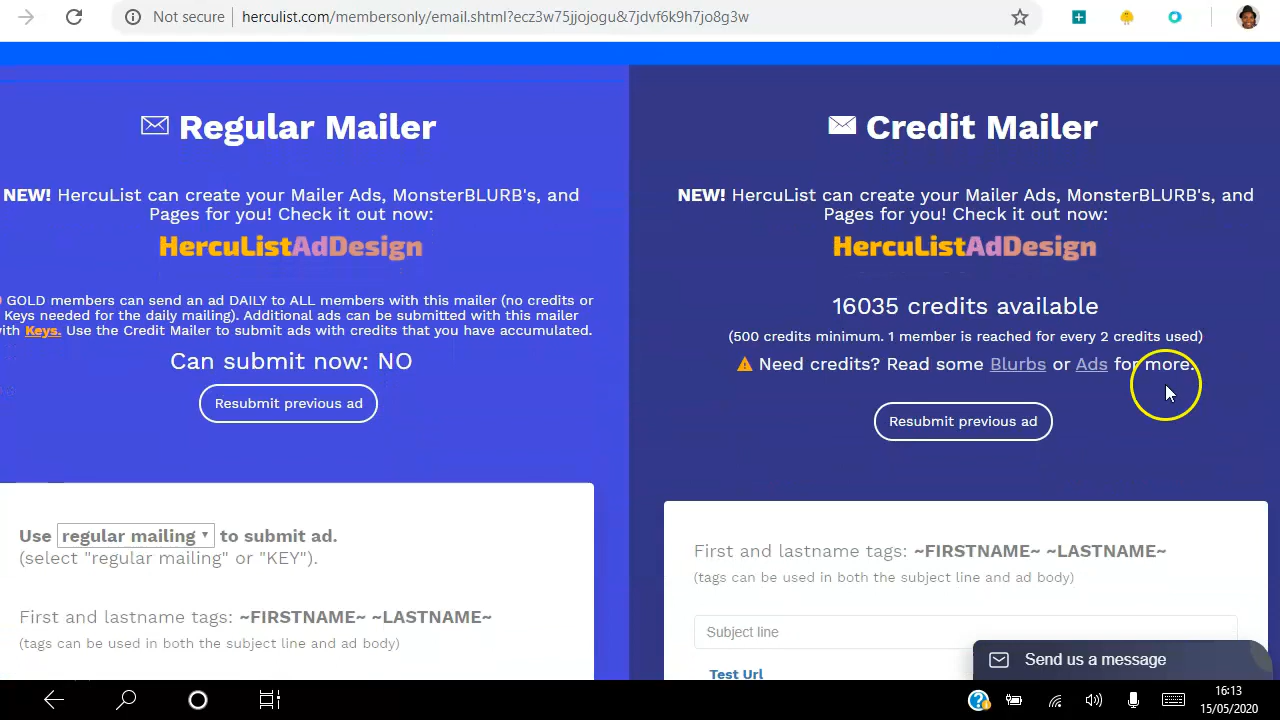 Not secure herculist.com/membersonly/email.shtml?ecz3w75jjojogu&7jdvf6k9h7jo8g3w
Regular Mailer
NEW! HercuList can create your Mailer Ads, MonsterBLURB's, and
Pages for you! Check it out now:
HercuListAdDesign
GOLD members can send an ad DAILY to ALL members with this mailer (no credits or
Keys needed for the daily mailing). Additional ads can be submitted with this mailer
with Keys. Use the Credit Mailer to submit ads with credits that you have accumulated.
Can submit now: NO
Resubmit previous ad
Use regular mailing to submit ad.
(select "regular mailing" or "KEY").
First and lastname tags: ~FIRSTNAME~ ~LASTNAME~
(tags can be used in both the subject line and ad body)
Credit Mailer
NEW! HercuList can create your Mailer Ads, MonsterBLURB's, and
Pages for you! Check it out now:
HercuListAdDesign
16035 credits available
(500 credits minimum. 1 member is reached for every 2 credits used)
Need credits? Read some Blurbs or Ads for more.
Resubmit previous ad
First and lastname tags: ~FIRSTNAME~ ~LASTNAME~
(tags can be used in both the subject line and ad body)
Subject line
Test Url
Send us a message
16:13
15/05/2020